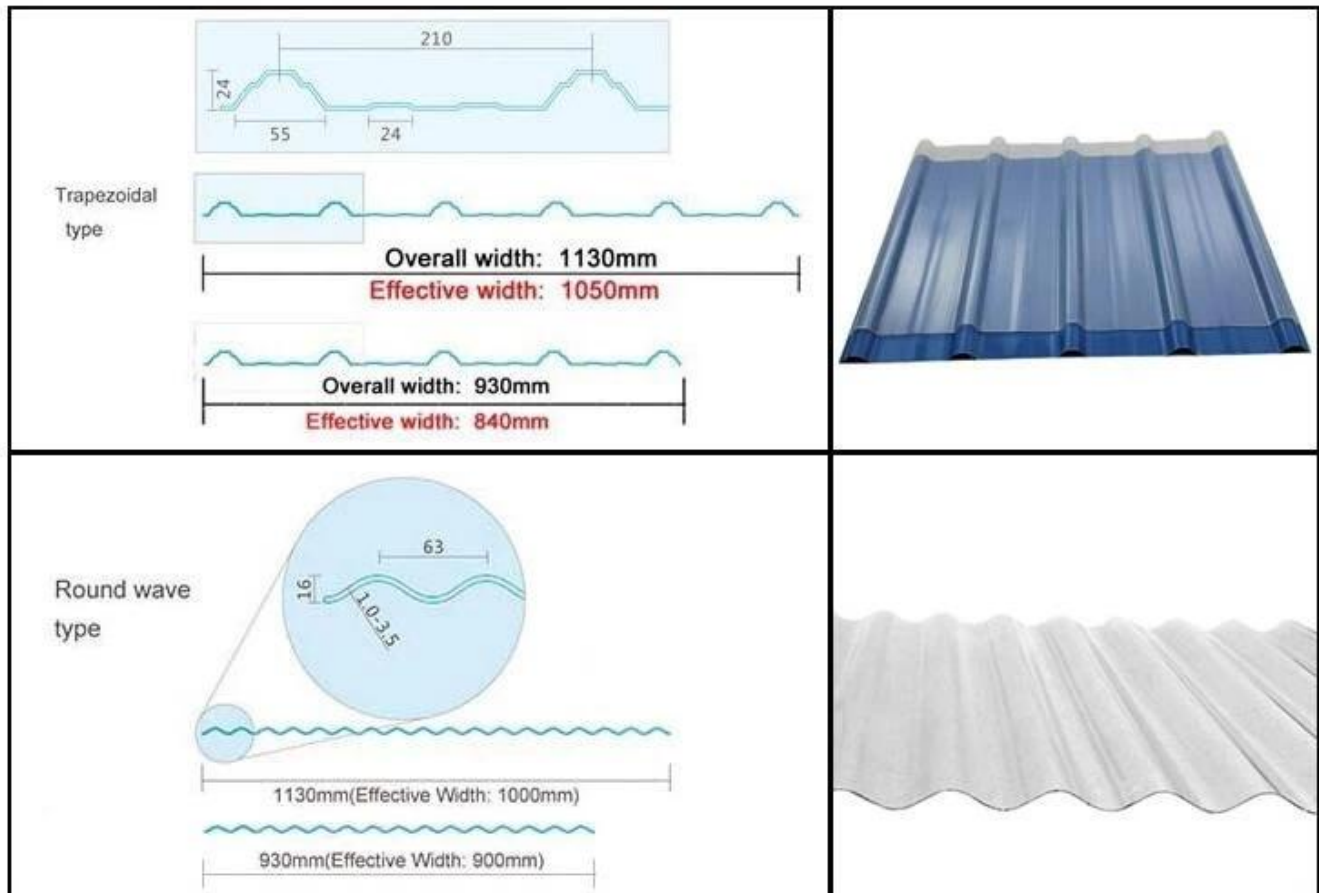 210
24
55
24
Trapezoidal
type
Overall width: 1130mm
Effective width: 1050mm
Overall width: 930mm
Effective width: 840mm
63
16
1.0-3.5
Round wave
type
1130mm(Effective Width: 1000mm)
930mm(Effective Width: 900mm)